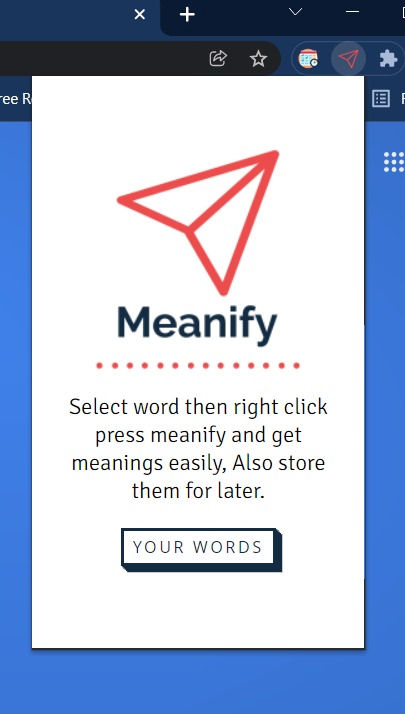 ree R
Meanify
Select word then right click
press meanify and get
meanings easily, Also store
them for later.
YOUR WORDS